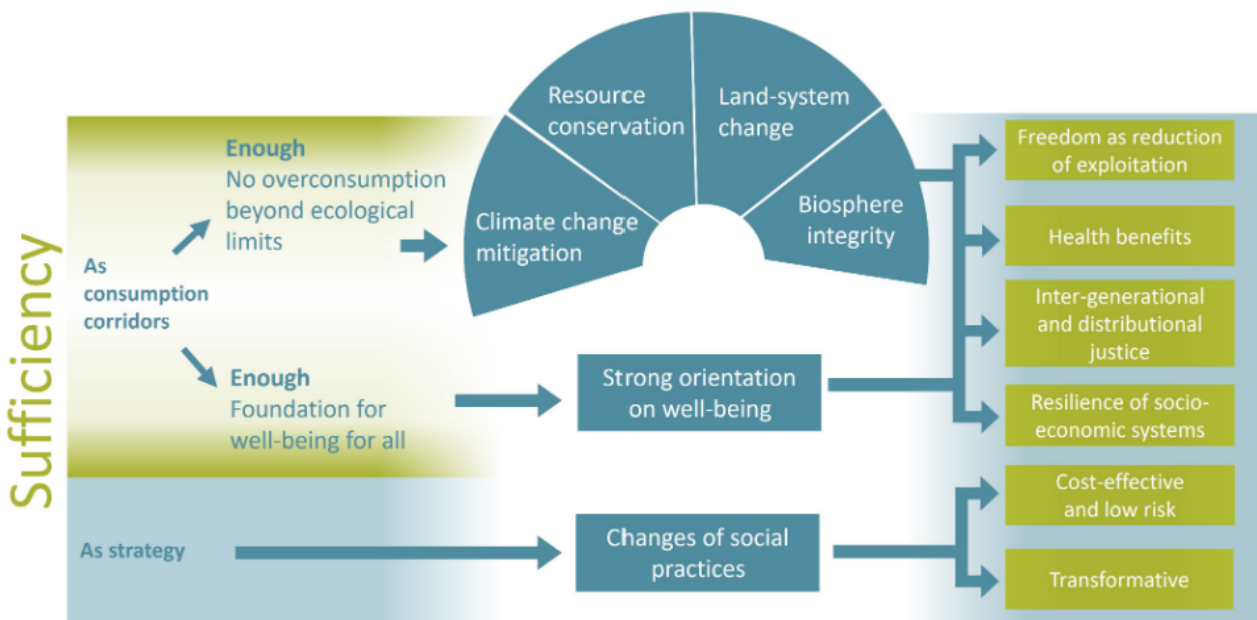 Sufficiency
As
consumption
corridors
Enough
No overconsumption
beyond ecological
limits
Enough
Foundation for
well-being for all
As strategy
Climate change
mitigation
Resource
conservation
Land-system
change
Biosphere
integrity
Strong orientation
on well-being
Changes of social
practices
Freedom as reduction
of exploitation
Health benefits
Inter-generational
and distributional
justice
Resilience of socio-
economic systems
Cost-effective
and low risk
Transformative